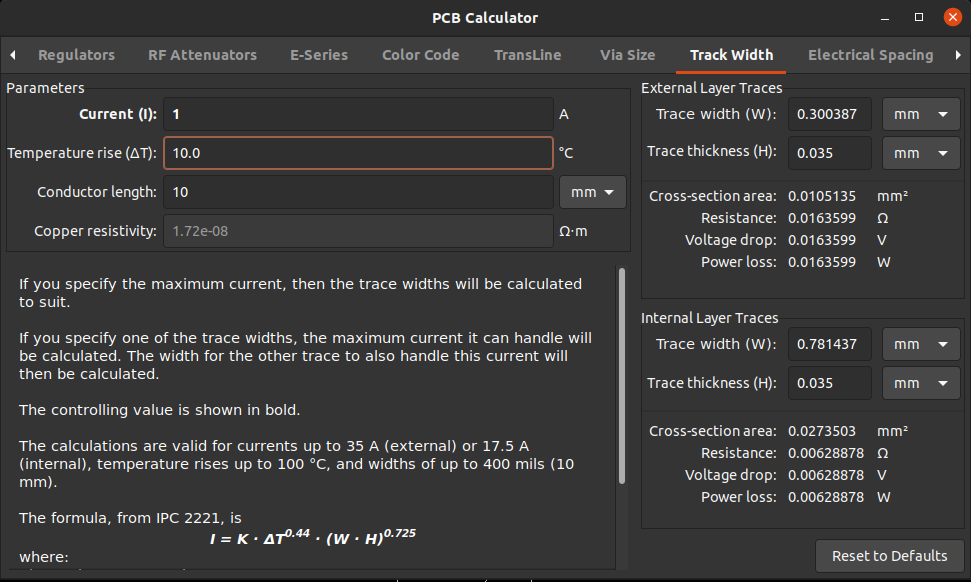 PCB Calculator
Regulators RF Attenuators E-Series Color Code TransLine Via Size Track Width Electrical Spacing
Parameters
Current (I): 1 A
Temperature rise (ΔT): 10.0 °C
Conductor length: 10 mm
Copper resistivity: 1.72e-08 Ω·m
If you specify the maximum current, then the trace widths will be calculated
to suit.
If you specify one of the trace widths, the maximum current it can handle will
be calculated. The width for the other trace to also handle this current will
then be calculated.
The controlling value is shown in bold.
The calculations are valid for currents up to 35 A (external) or 17.5 A
(internal), temperature rises up to 100 °C, and widths of up to 400 mils (10
mm).
The formula, from IPC 2221, is
I = K · ΔT^0.44 · (W · H)^0.725
where:
External Layer Traces
Trace width (W): 0.300387 mm
Trace thickness (H): 0.035 mm
Cross-section area: 0.0105135 mm²
Resistance: 0.0163599 Ω
Voltage drop: 0.0163599 V
Power loss: 0.0163599 W
Internal Layer Traces
Trace width (W): 0.781437 mm
Trace thickness (H): 0.035 mm
Cross-section area: 0.0273503 mm²
Resistance: 0.00628878 Ω
Voltage drop: 0.00628878 V
Power loss: 0.00628878 W
Reset to Defaults